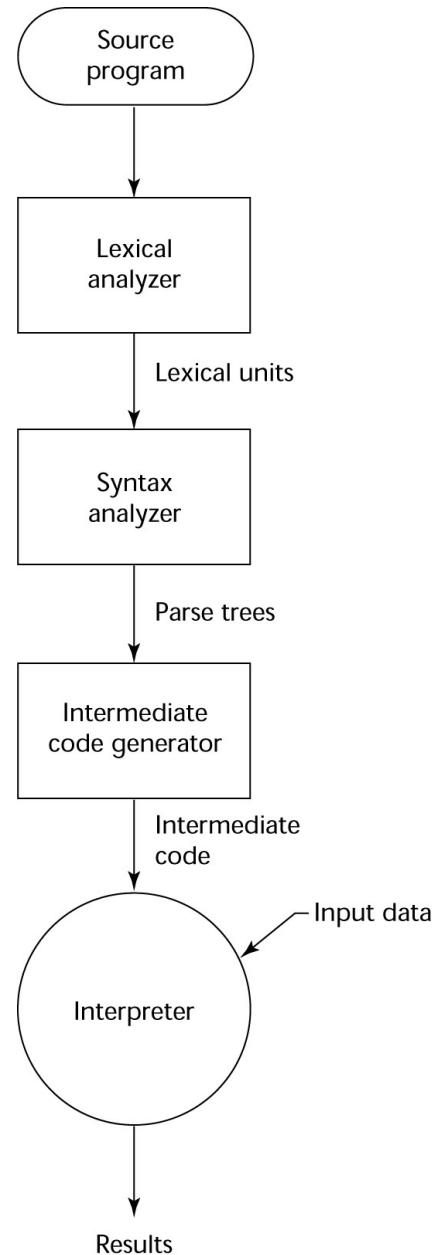 Source
program
Lexical
analyzer
Lexical units
Syntax
analyzer
Parse trees
Intermediate
code generator
Intermediate
code
Input data
Interpreter
Results